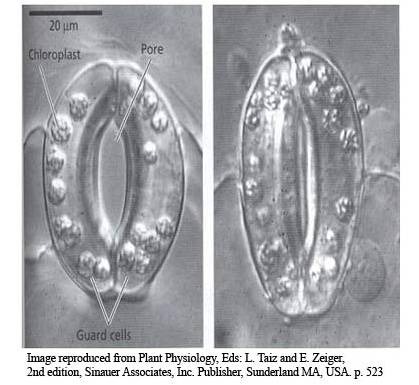 20 µm
Chloroplast
Pore
Guard cells
Image reproduced from Plant Physiology, Eds: L. Taiz and E. Zeiger,
2nd edition, Sinauer Associates, Inc. Publisher, Sunderland MA, USA. p. 523